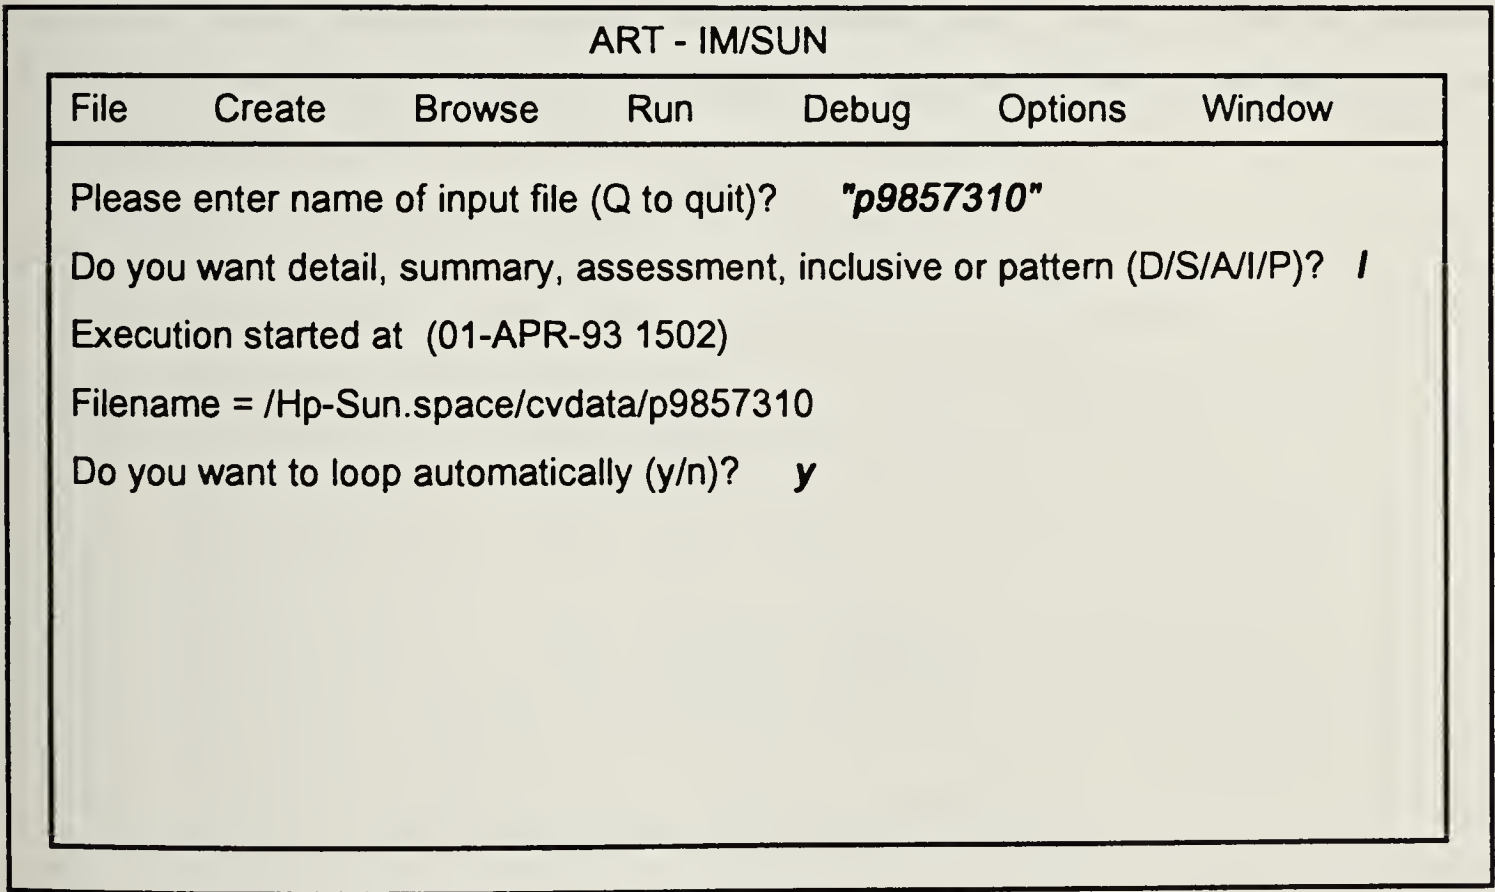 ART - IM/SUN
File Create Browse Run Debug Options Window
Please enter name of input file (Q to quit)? "p9857310"
Do you want detail, summary, assessment, inclusive or pattern (D/S/A/I/P)? I
Execution started at (01-APR-93 1502)
Filename = /Hp-Sun.space/cvdata/p9857310
Do you want to loop automatically (y/n)? y